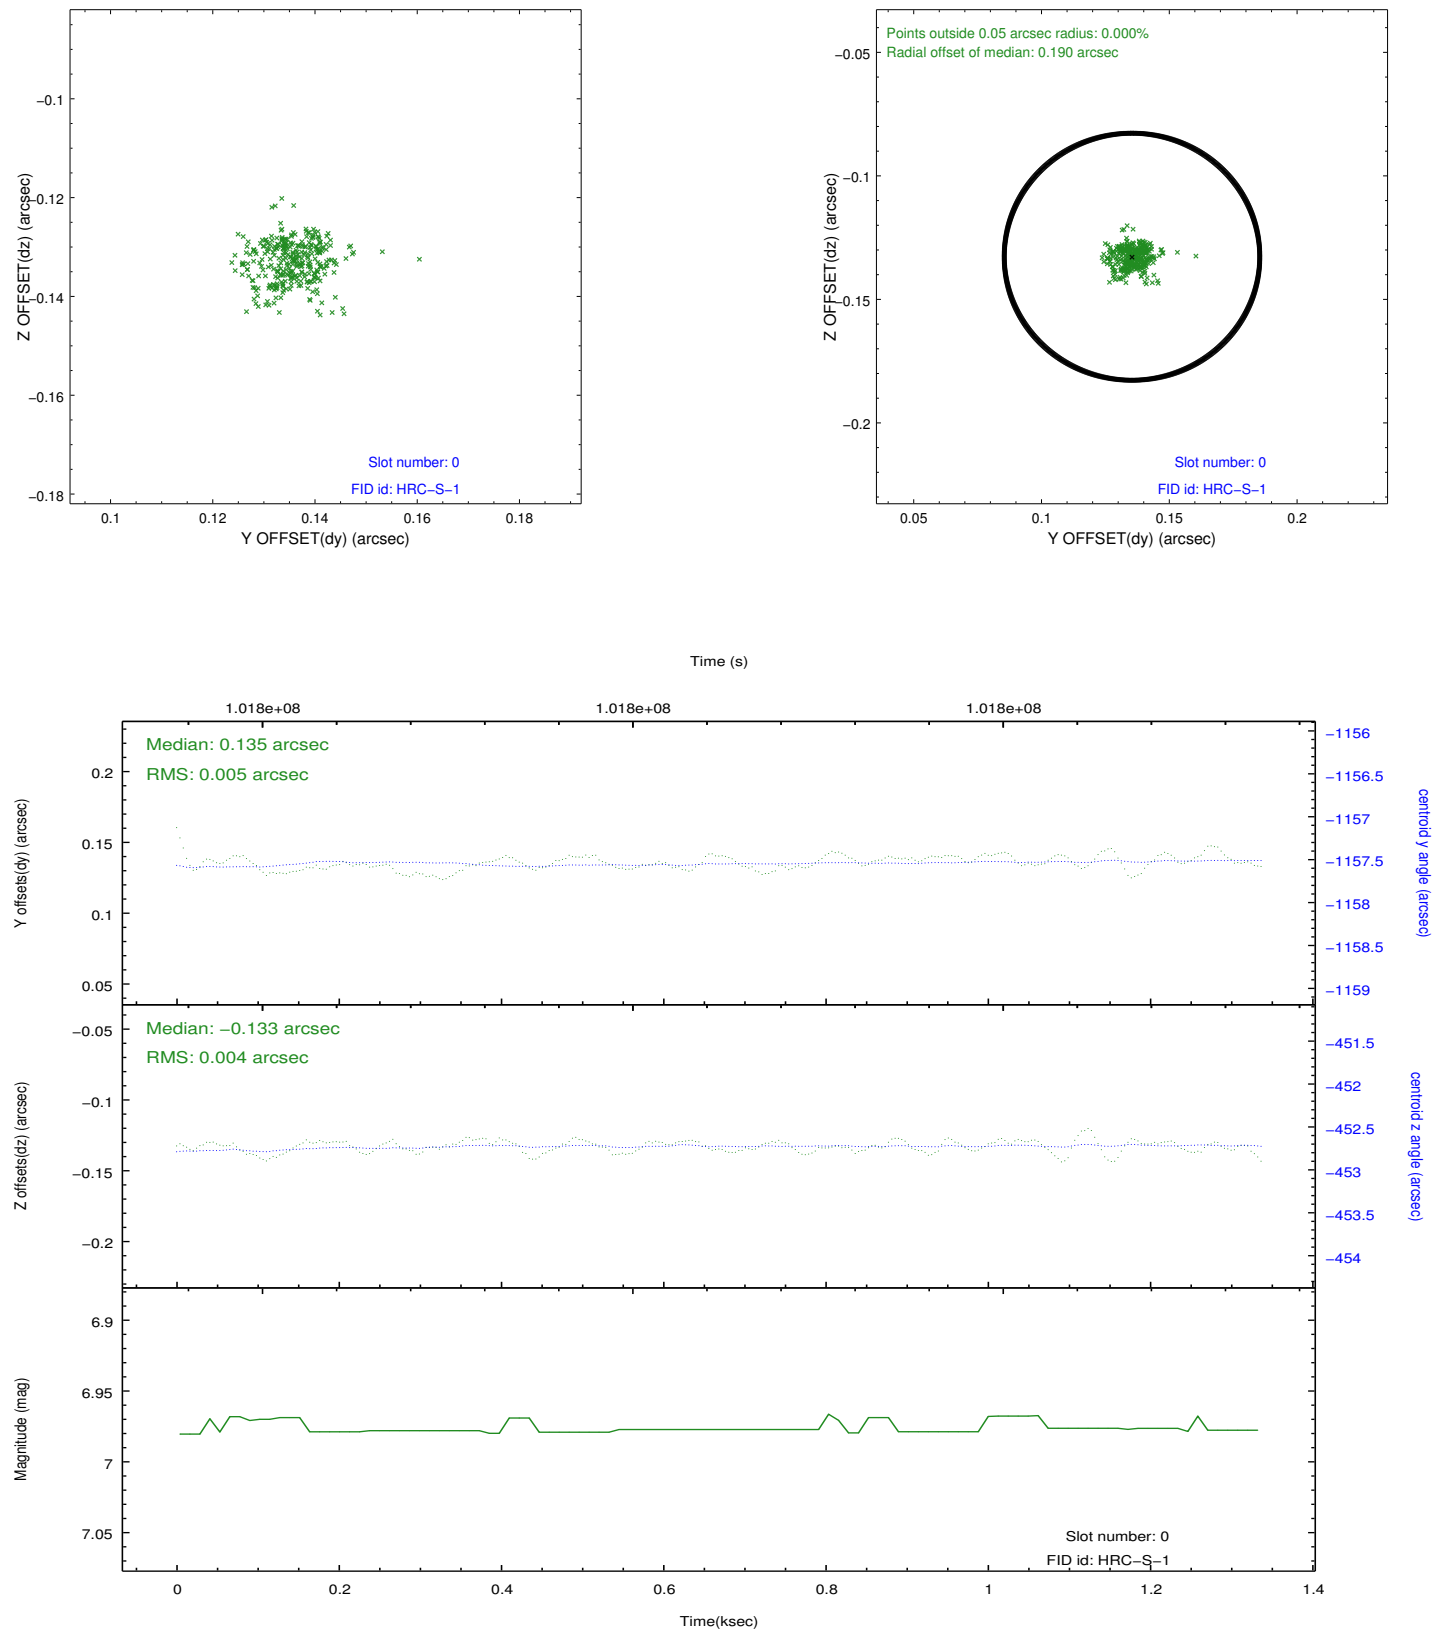 −0.1
−0.12
−0.14
−0.16
−0.18
Z OFFSET(dz) (arcsec)
Slot number: 0
FID id: HRC−S−1
0.1 0.12 0.14 0.16 0.18
Y OFFSET(dy) (arcsec)
Points outside 0.05 arcsec radius: 0.000%
Radial offset of median: 0.190 arcsec
−0.05
−0.1
−0.15
−0.2
Z OFFSET(dz) (arcsec)
Slot number: 0
FID id: HRC−S−1
0.05 0.1 0.15 0.2
Y OFFSET(dy) (arcsec)
Time (s)
1.018e+08 1.018e+08 1.018e+08
Median: 0.135 arcsec
RMS: 0.005 arcsec
0.2
0.15
0.1
0.05
Y offsets(dy) (arcsec)
−1156
−1156.5
−1157
−1157.5
−1158
−1158.5
−1159
centroid y angle (arcsec)
Median: −0.133 arcsec
RMS: 0.004 arcsec
−0.05
−0.1
−0.15
−0.2
Z offsets(dz) (arcsec)
−451.5
−452
−452.5
−453
−453.5
−454
centroid z angle (arcsec)
6.9
6.95
7
7.05
Magnitude (mag)
Slot number: 0
FID id: HRC−S−1
0 0.2 0.4 0.6 0.8 1 1.2 1.4
Time(ksec)